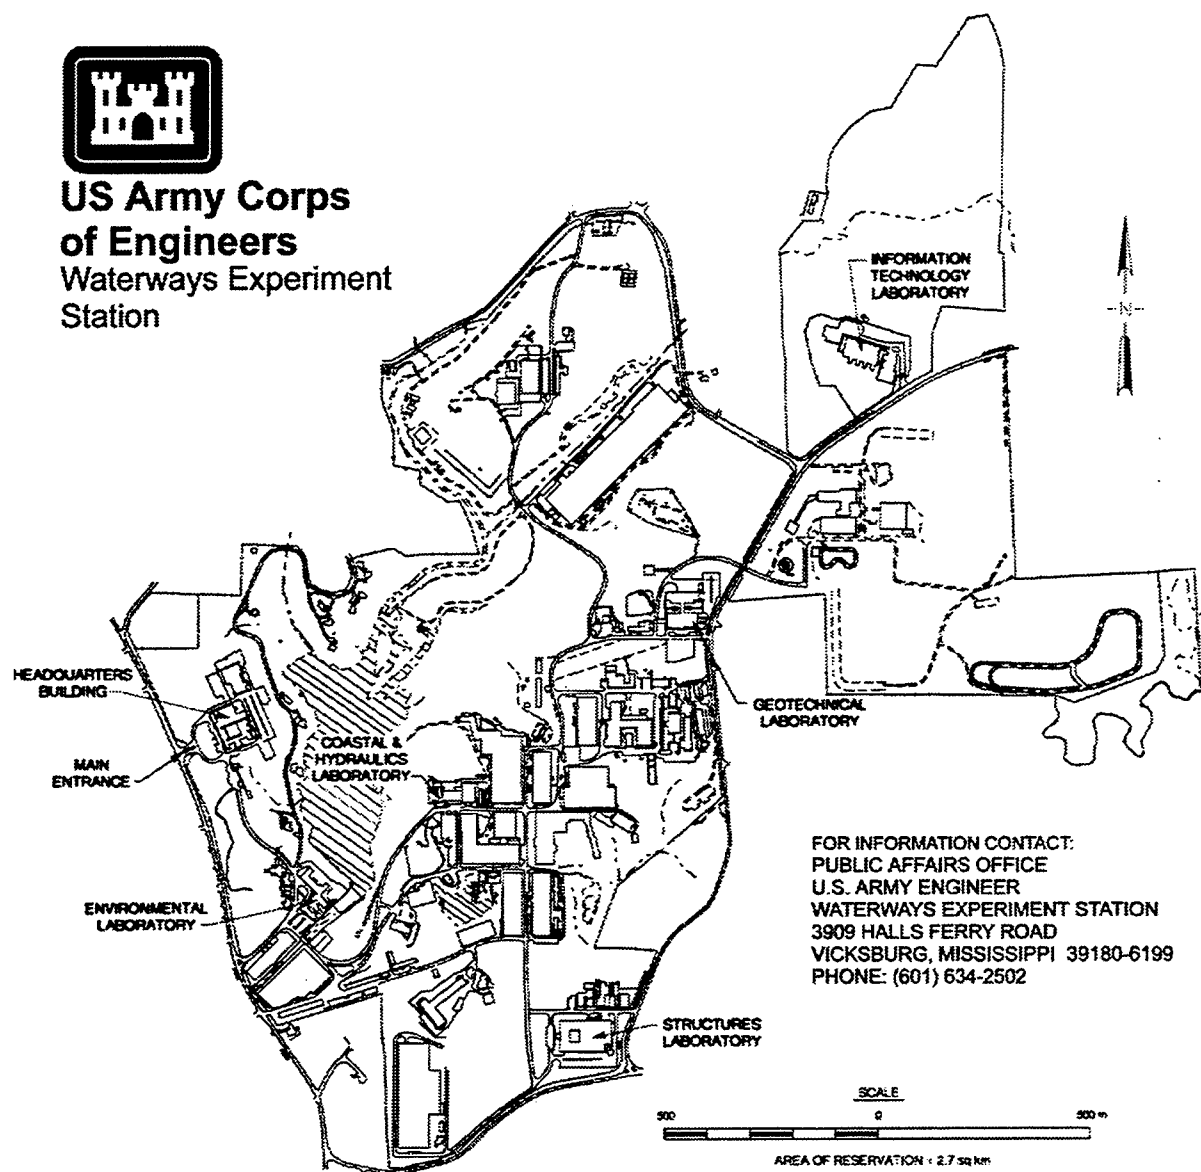 US Army Corps
of Engineers
Waterways Experiment
Station
INFORMATION
TECHNOLOGY
LABORATORY
N
HEADQUARTERS
BUILDING
MAIN
ENTRANCE
COASTAL &
HYDRAULICS
LABORATORY
GEOTECHNICAL
LABORATORY
ENVIRONMENTAL
LABORATORY
STRUCTURES
LABORATORY
FOR INFORMATION CONTACT:
PUBLIC AFFAIRS OFFICE
U.S. ARMY ENGINEER
WATERWAYS EXPERIMENT STATION
3909 HALLS FERRY ROAD
VICKSBURG, MISSISSIPPI 39180-6199
PHONE: (601) 634-2502
SCALE
500 0 500 m
AREA OF RESERVATION = 2.7 sq km